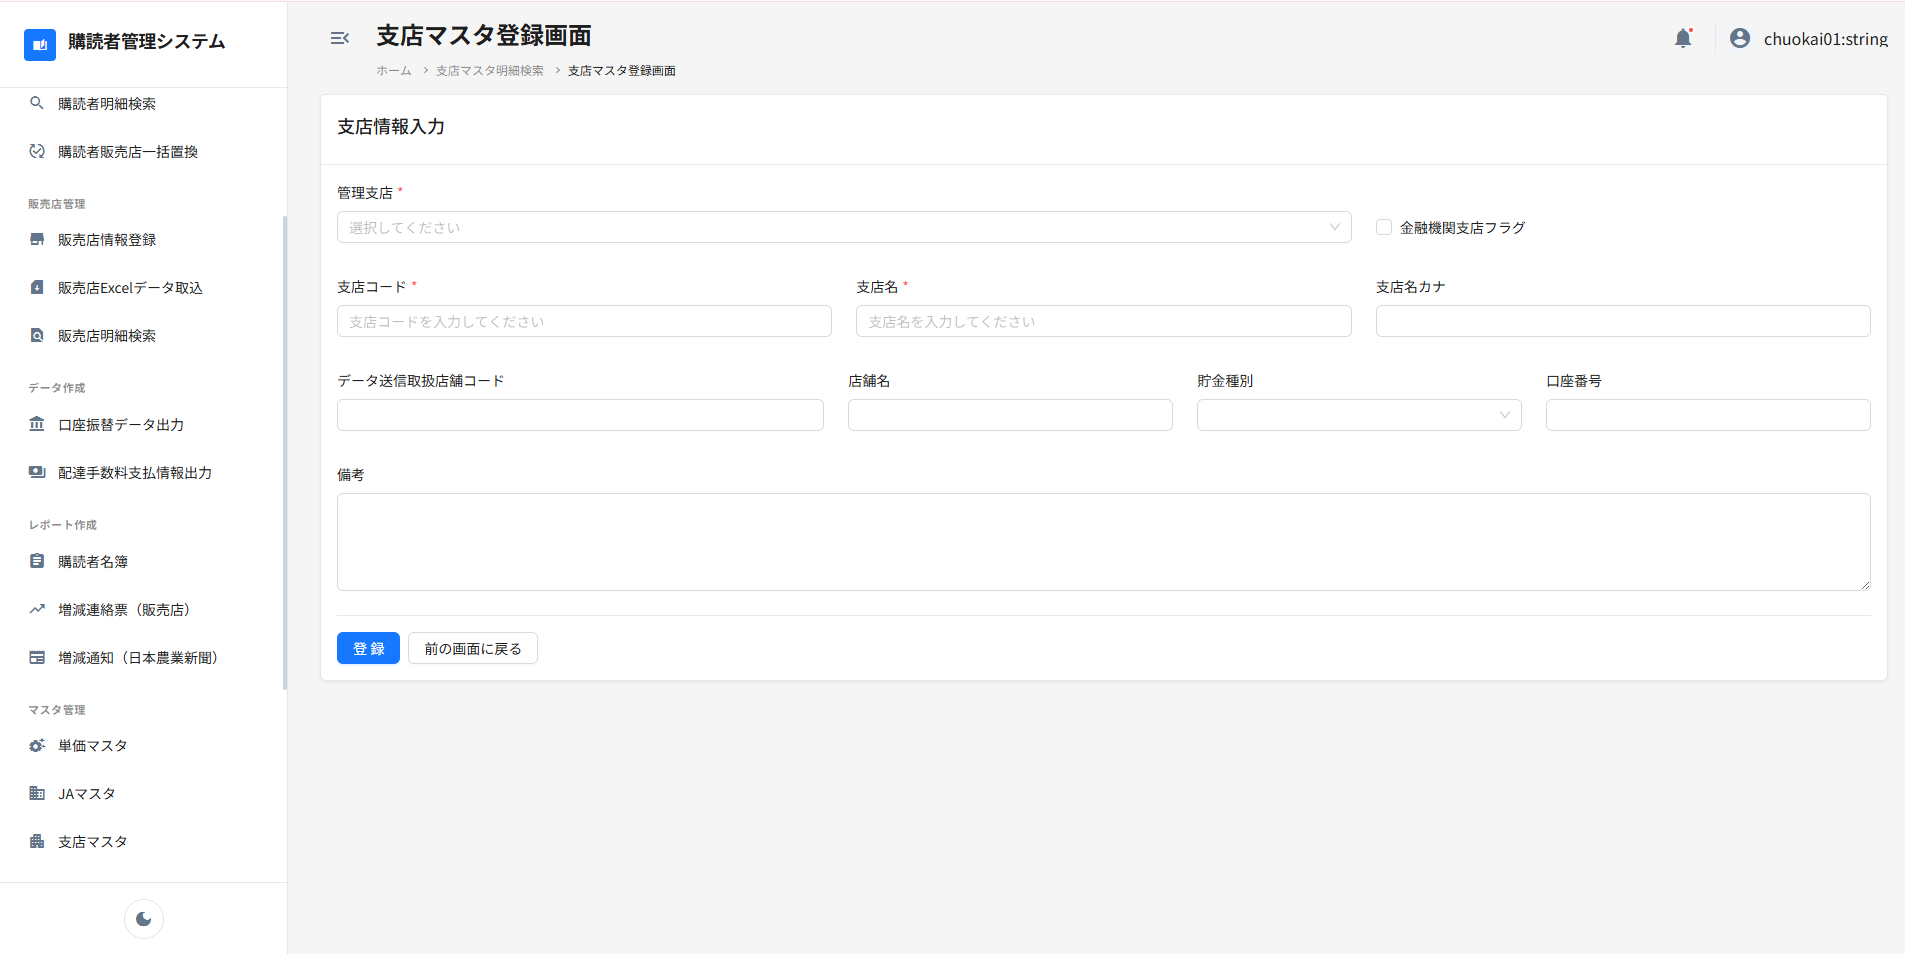 購読者管理システム
購読者明細検索
購読者販売店一括置換
販売店管理
販売店情報登録
販売店Excelデータ取込
販売店明細検索
データ作成
口座振替データ出力
配達手数料支払情報出力
レポート作成
購読者名簿
増減連絡票（販売店）
増減通知（日本農業新聞）
マスタ管理
単価マスタ
JAマスタ
支店マスタ
支店マスタ登録画面
chuokai01:string
ホーム > 支店マスタ明細検索 > 支店マスタ登録画面
支店情報入力
管理支店 *
選択してください
金融機関支店フラグ
支店コード * 支店名 * 支店名カナ
支店コードを入力してください 支店名を入力してください
データ送信取扱店舗コード 店舗名 貯金種別 口座番号
備考
登 録 前の画面に戻る